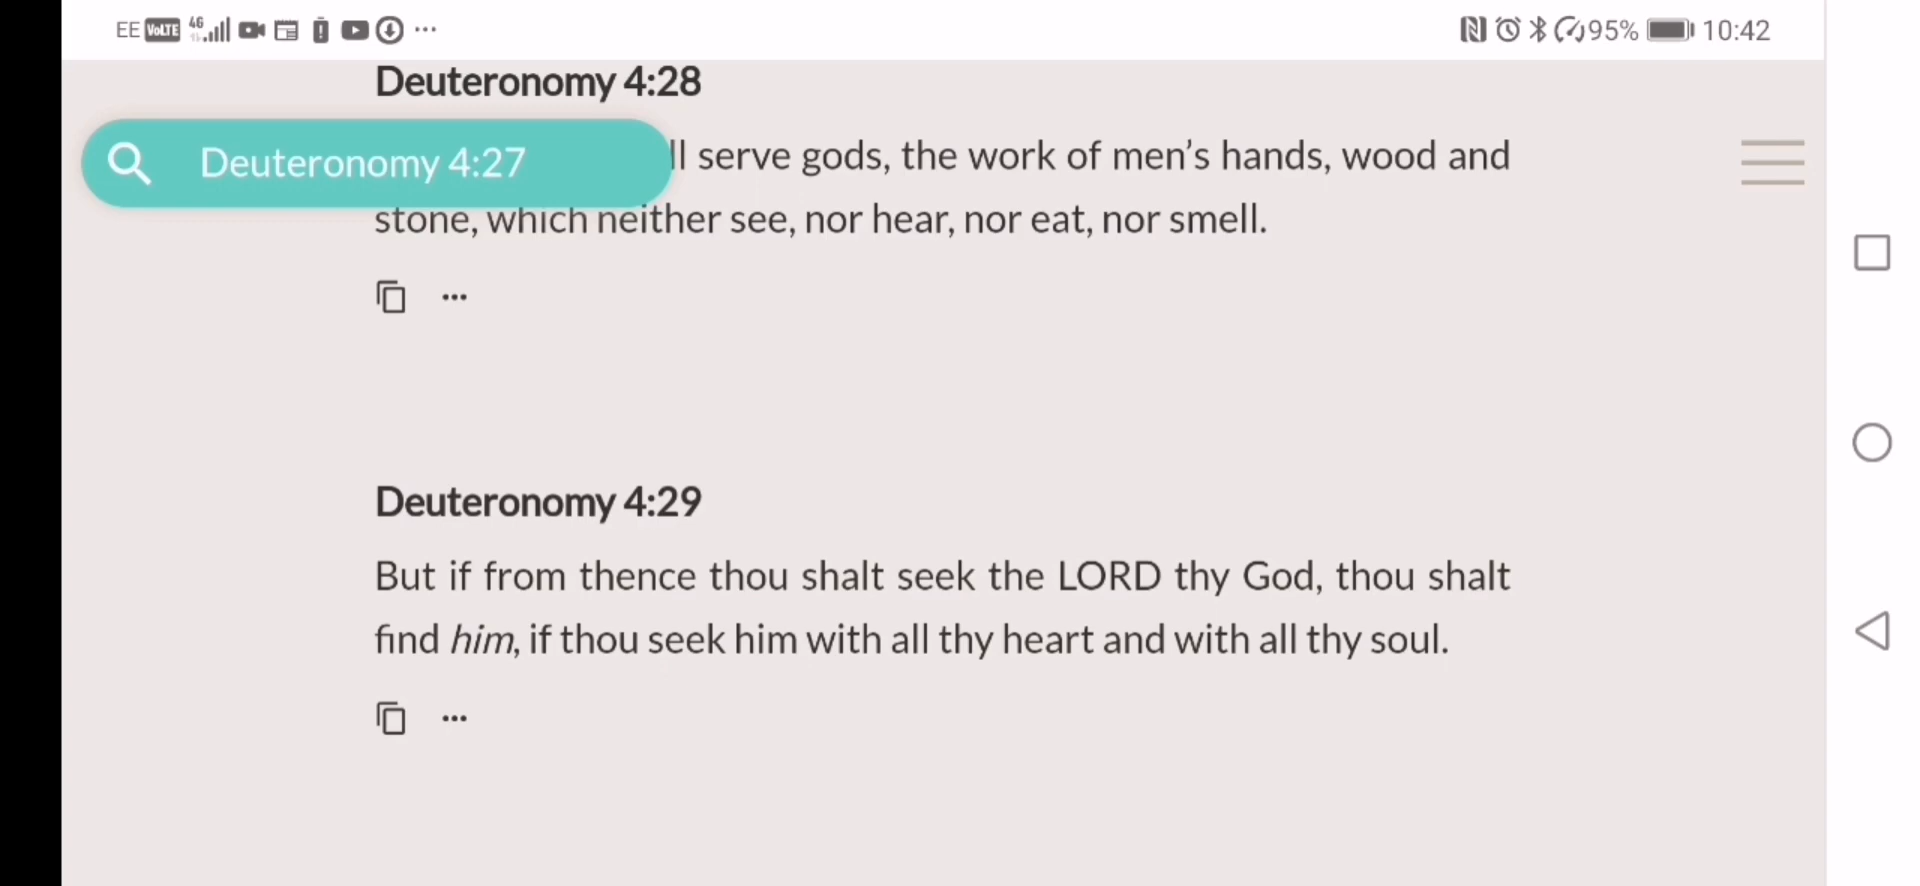 EE VoLTE 4G 95% 10:42
Deuteronomy 4:28
Deuteronomy 4:27
ll serve gods, the work of men’s hands, wood and
stone, which neither see, nor hear, nor eat, nor smell.
Deuteronomy 4:29
But if from thence thou shalt seek the LORD thy God, thou shalt
find him, if thou seek him with all thy heart and with all thy soul.